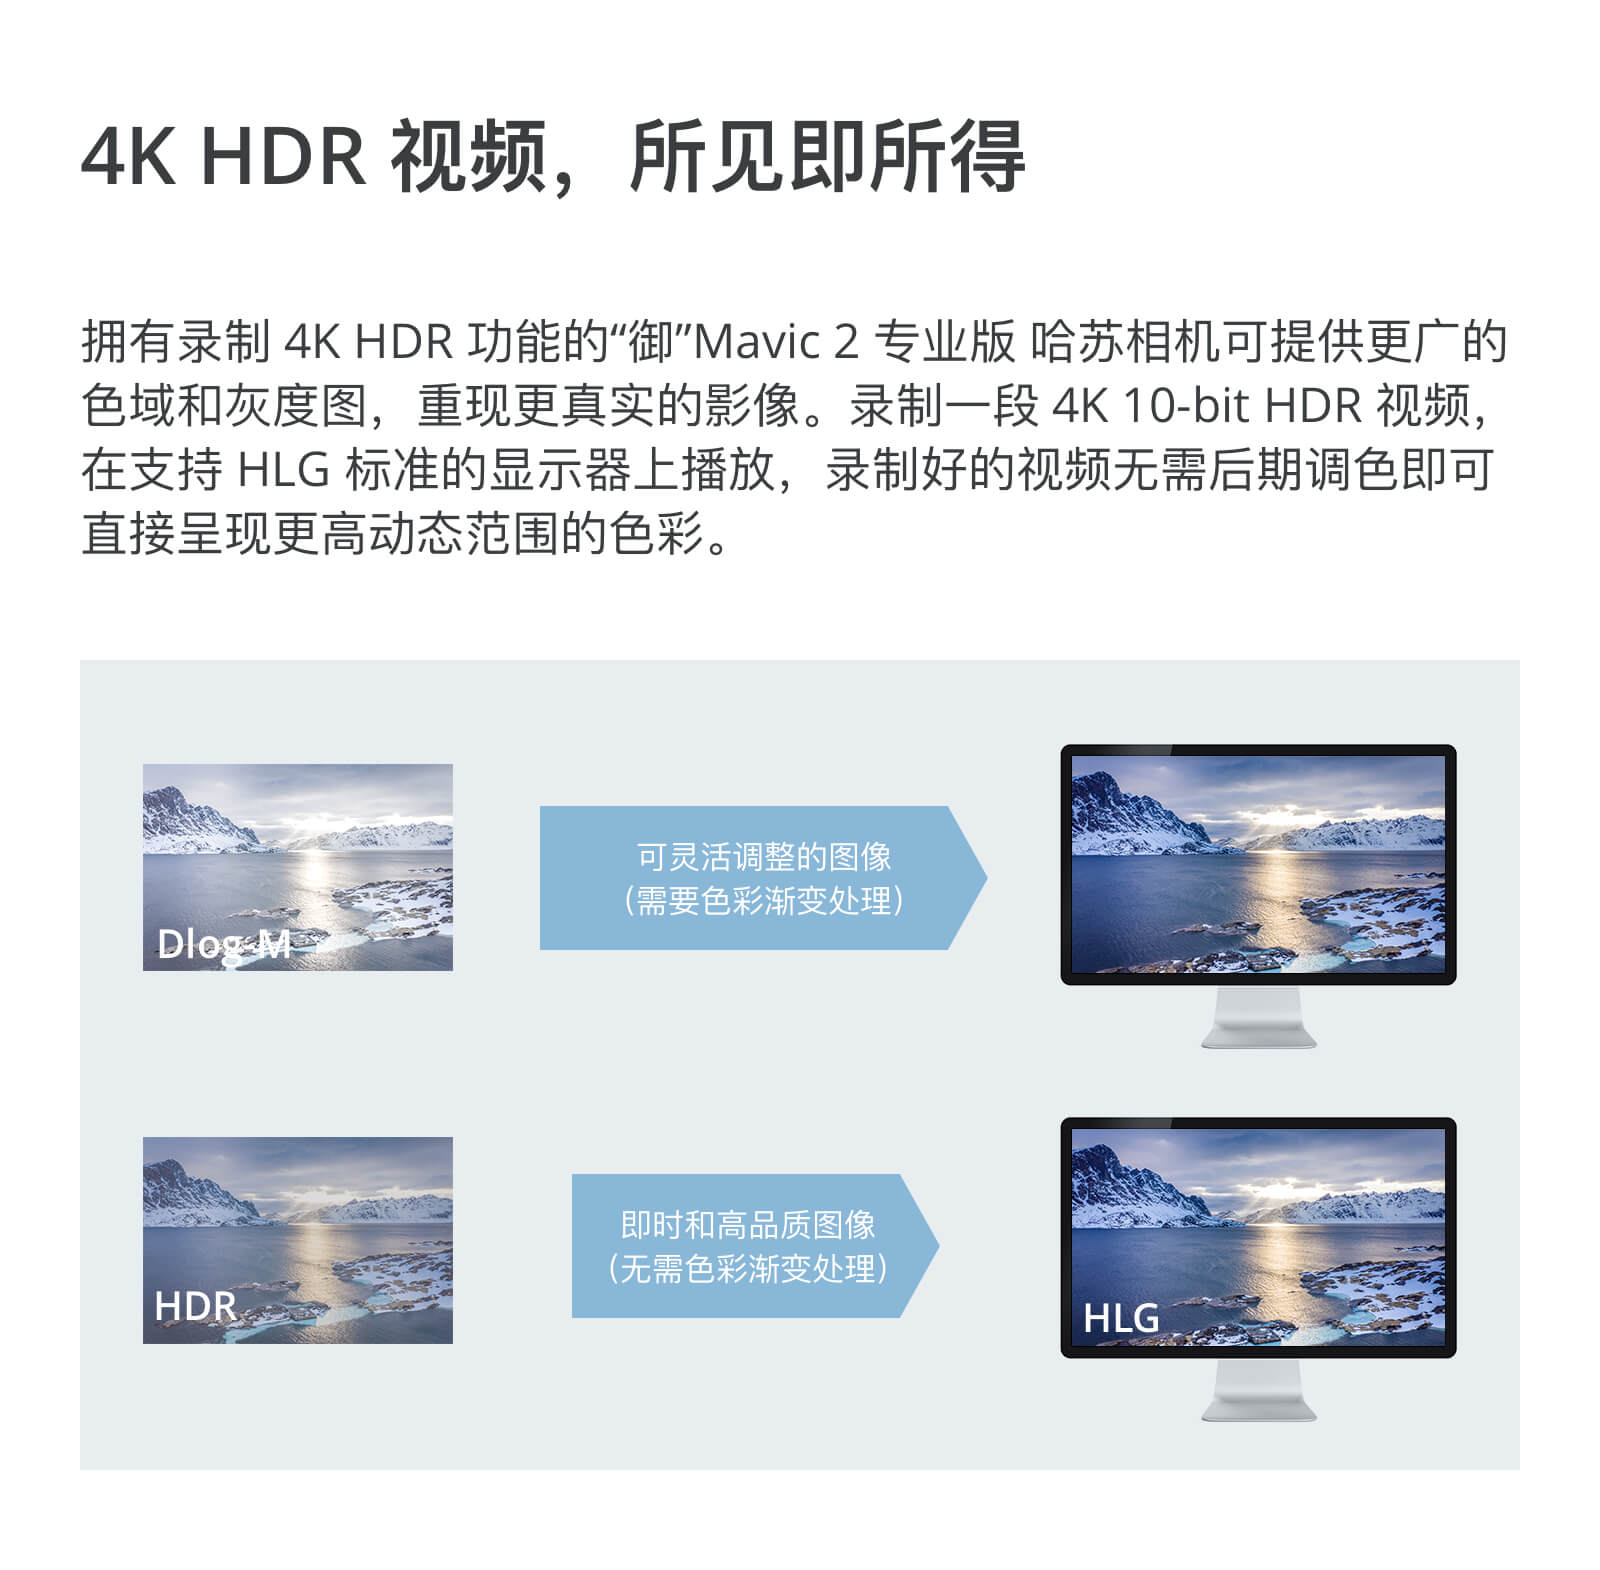 4K HDR 视频，所见即所得
拥有录制 4K HDR 功能的“御”Mavic 2 专业版 哈苏相机可提供更广的
色域和灰度图，重现更真实的影像。录制一段 4K 10-bit HDR 视频，
在支持 HLG 标准的显示器上播放，录制好的视频无需后期调色即可
直接呈现更高动态范围的色彩。
Dlog-M
可灵活调整的图像
（需要色彩渐变处理）
HDR
即时和高品质图像
（无需色彩渐变处理）
HLG